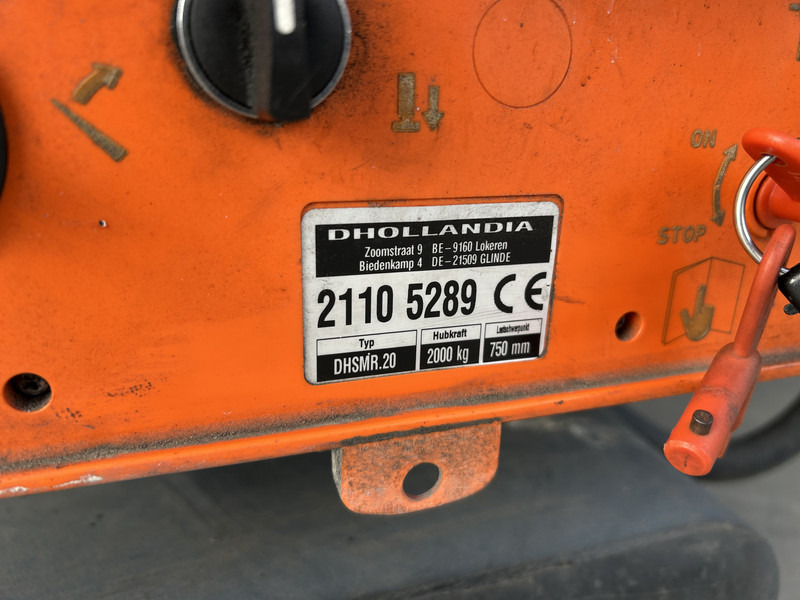 ON
STOP
DHOLLANDIA
Zoomstraat 9 BE-9160 Lokeren
Biedenkamp 4 DE-21509 GLINDE
2110 5289 CE
Typ Hubkraft Lastschwerpunkt
DHSMR.20 2000 kg 750 mm